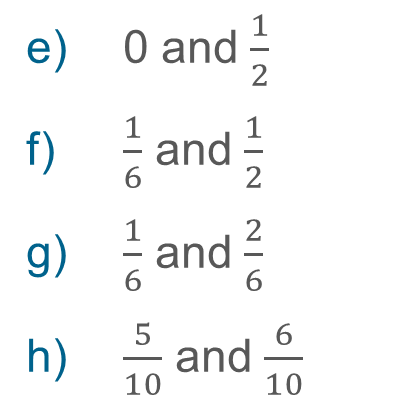 e) 0 and 1/2
f) 1/6 and 1/2
g) 1/6 and 2/6
h) 5/10 and 6/10